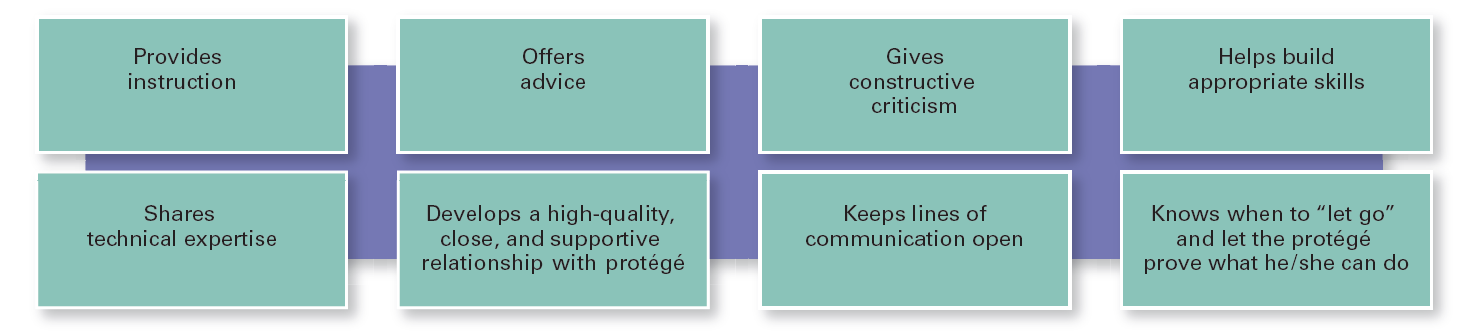 Provides
instruction
Offers
advice
Gives
constructive
criticism
Helps build
appropriate skills
Shares
technical expertise
Develops a high-quality,
close, and supportive
relationship with protégé
Keeps lines of
communication open
Knows when to “let go”
and let the protégé
prove what he/she can do